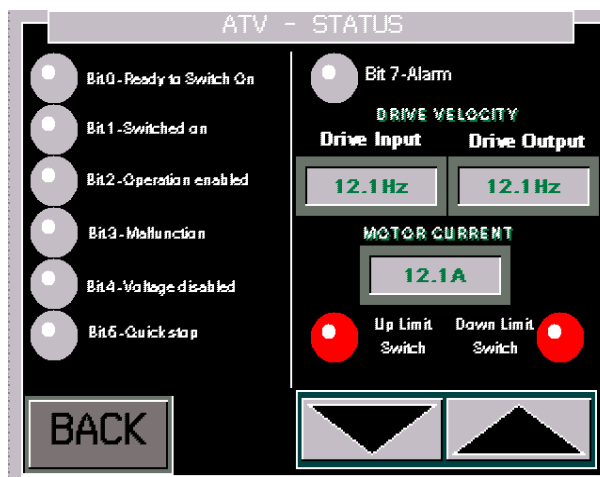 ATV - STATUS
Bit0-Ready to Switch On
Bit1-Switched on
Bit2-Operation enabled
Bit3-Malfunction
Bit4-Voltage disabled
Bit5-Quick stop
Bit 7-Alarm
DRIVE VELOCITY
Drive Input Drive Output
12.1Hz 12.1Hz
MOTOR CURRENT
12.1A
Up Limit Down Limit
Switch Switch
BACK